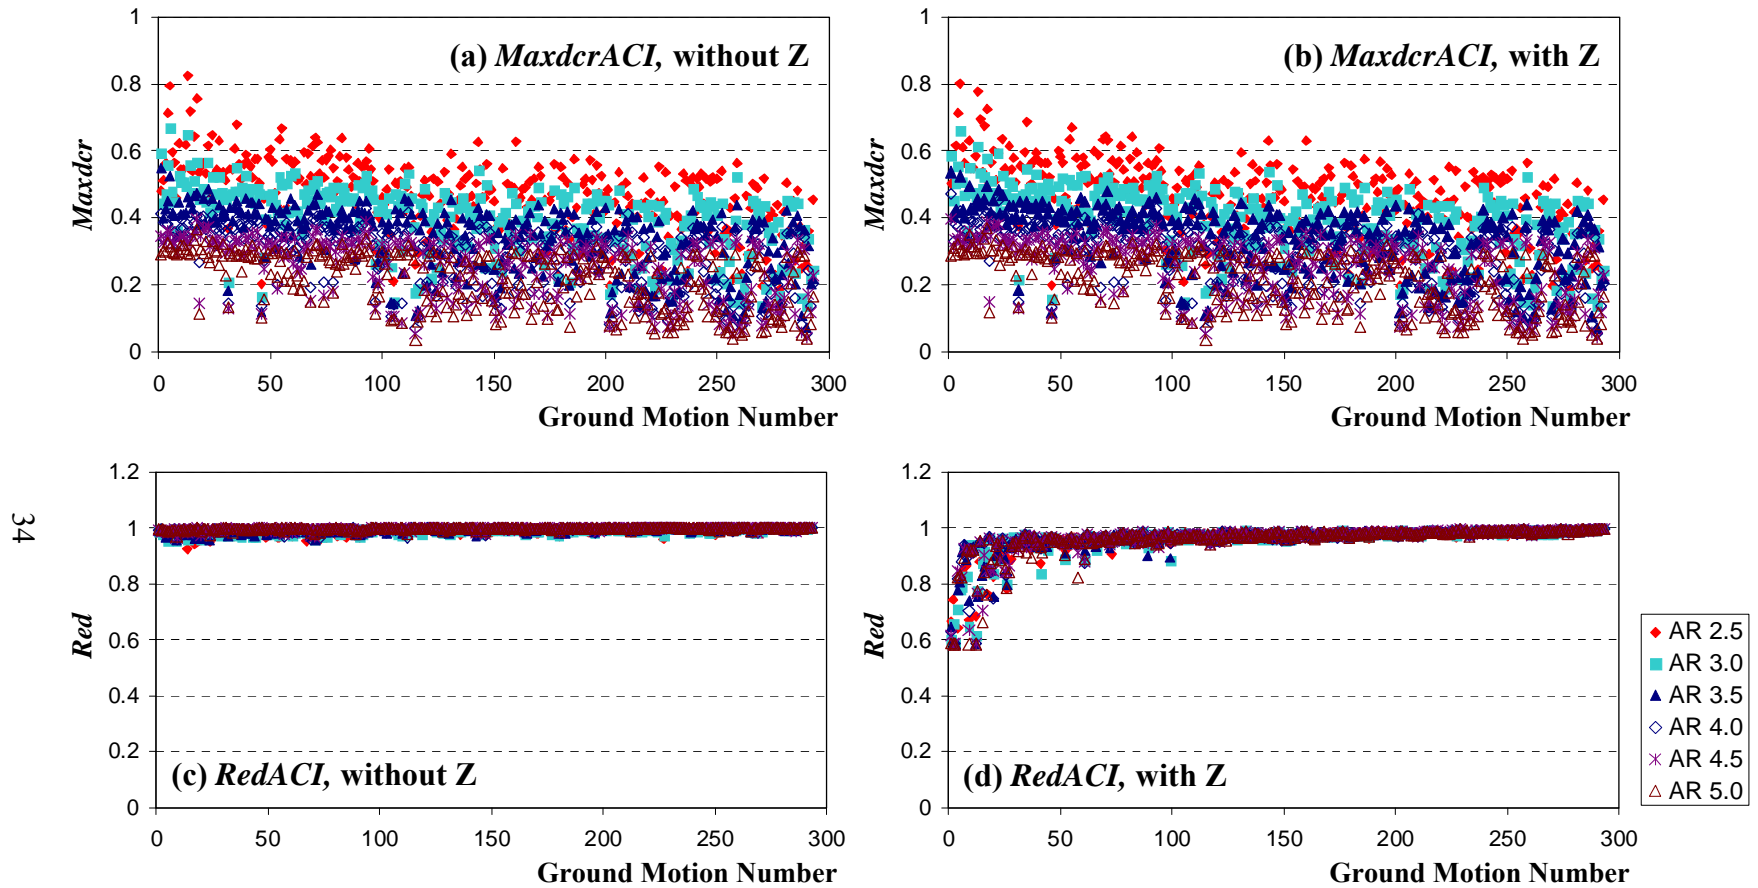 (a) MaxdcrACI, without Z
Maxdcr
1
0.8
0.6
0.4
0.2
0
0 50 100 150 200 250 300
Ground Motion Number
(b) MaxdcrACI, with Z
Maxdcr
1
0.8
0.6
0.4
0.2
0
0 50 100 150 200 250 300
Ground Motion Number
(c) RedACI, without Z
Red
1.2
1
0.8
0.6
0.4
0.2
0
0 50 100 150 200 250 300
Ground Motion Number
(d) RedACI, with Z
Red
1.2
1
0.8
0.6
0.4
0.2
0
0 50 100 150 200 250 300
Ground Motion Number
AR 2.5
AR 3.0
AR 3.5
AR 4.0
AR 4.5
AR 5.0
34